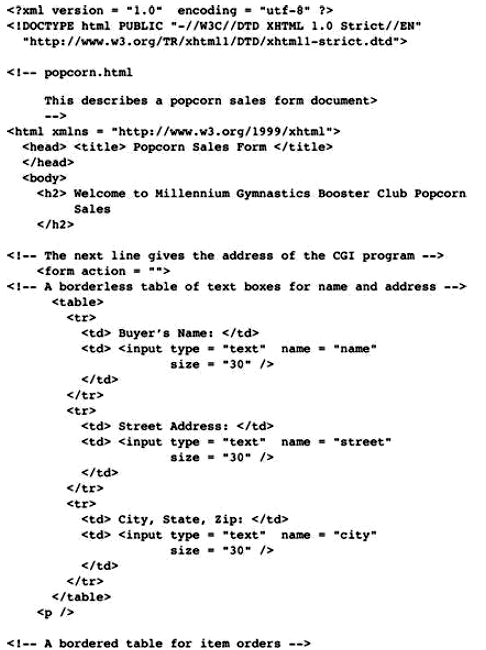 <?xml version = "1.0"  encoding = "utf-8" ?>
<!DOCTYPE html PUBLIC "-//W3C//DTD XHTML 1.0 Strict//EN"
  "http://www.w3.org/TR/xhtml1/DTD/xhtml1-strict.dtd">

<!-- popcorn.html

     This describes a popcorn sales form document>
     -->
<html xmlns = "http://www.w3.org/1999/xhtml">
  <head> <title> Popcorn Sales Form </title>
  </head>
  <body>
    <h2> Welcome to Millennium Gymnastics Booster Club Popcorn
         Sales
    </h2>

<!-- The next line gives the address of the CGI program -->
    <form action = "">
<!-- A borderless table of text boxes for name and address -->
      <table>
        <tr>
          <td> Buyer's Name: </td>
          <td> <input type = "text"  name = "name"
                      size = "30" />
          </td>
        </tr>
        <tr>
          <td> Street Address: </td>
          <td> <input type = "text"  name = "street"
                      size = "30" />
          </td>
        </tr>
        <tr>
          <td> City, State, Zip: </td>
          <td> <input type = "text"  name = "city"
                      size = "30" />
          </td>
        </tr>
      </table>
    <p />

<!-- A bordered table for item orders -->